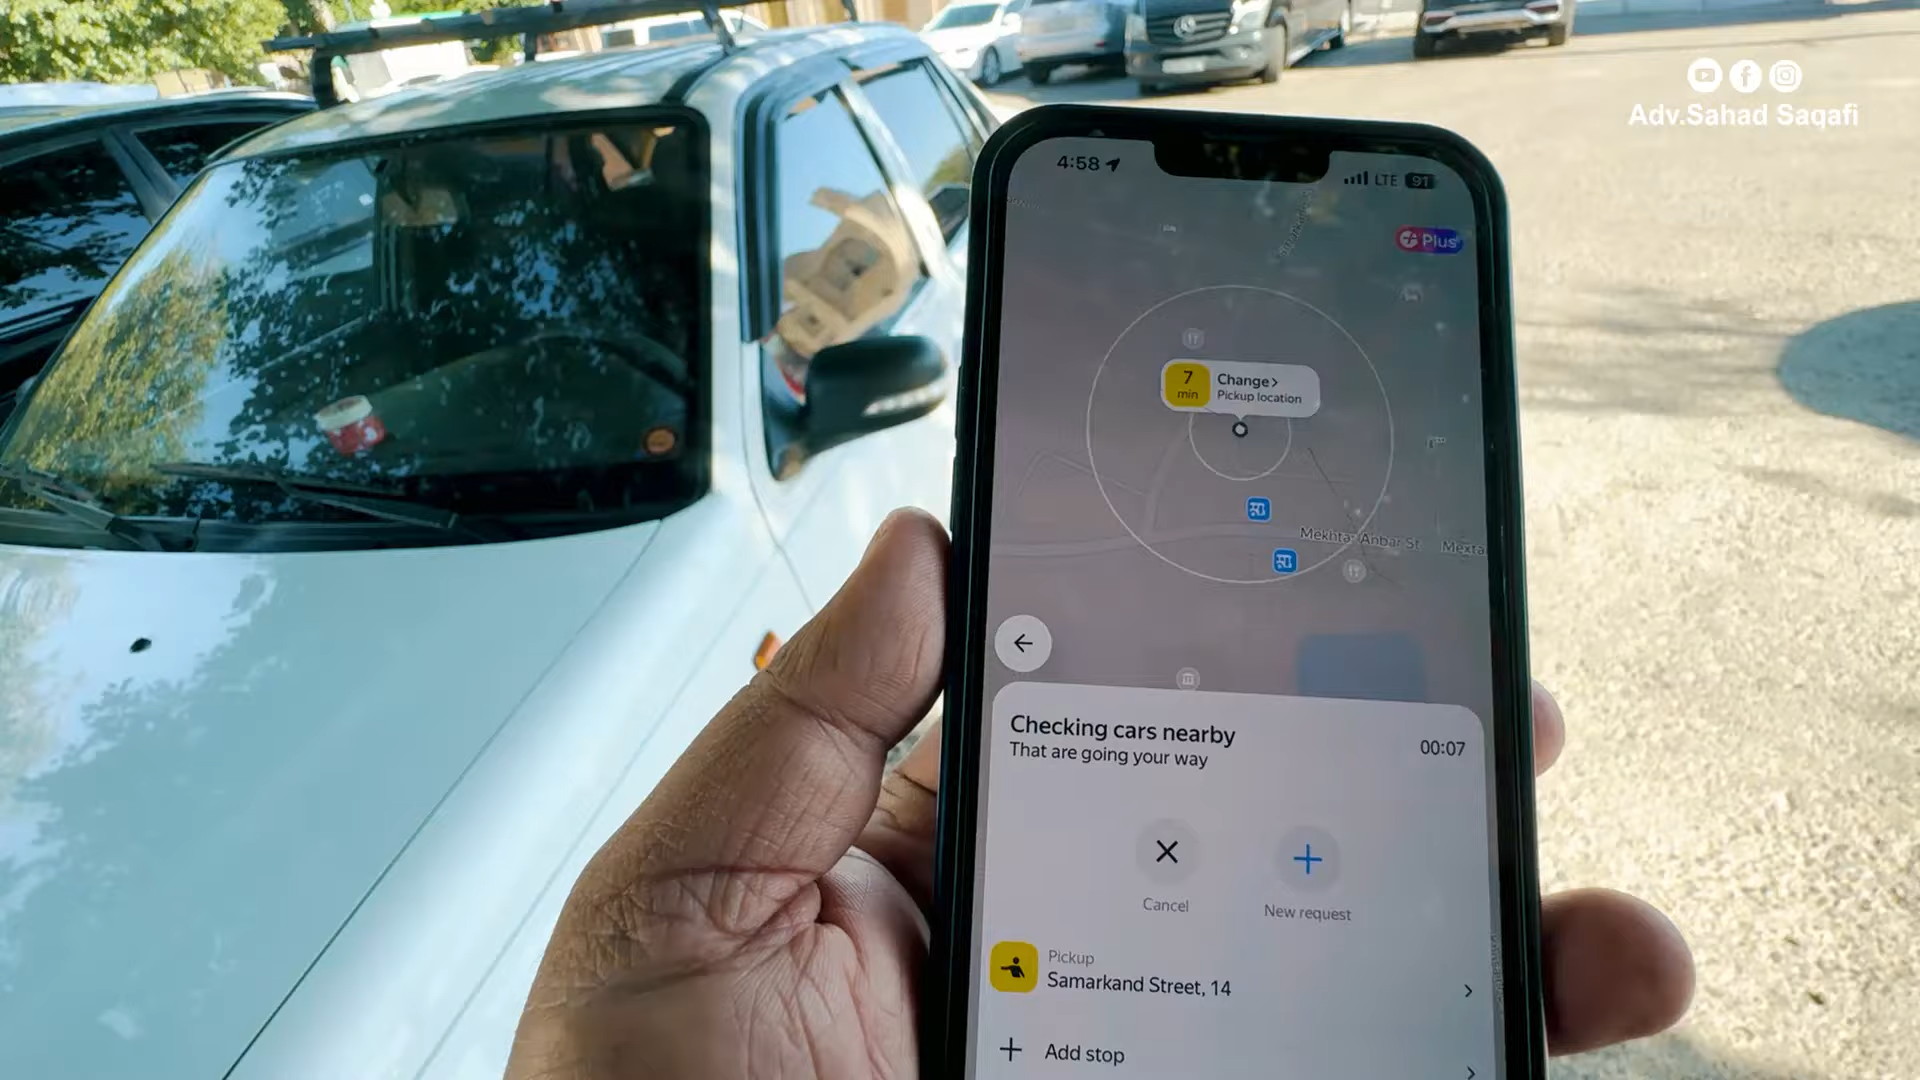 Adv.Sahad Saqafi
4:58
LTE 91
Plus
7 min
Change>
Pickup location
Mekhtar Anbar St
Checking cars nearby
That are going your way
00:07
Cancel
New request
Pickup
Samarkand Street, 14
Add stop